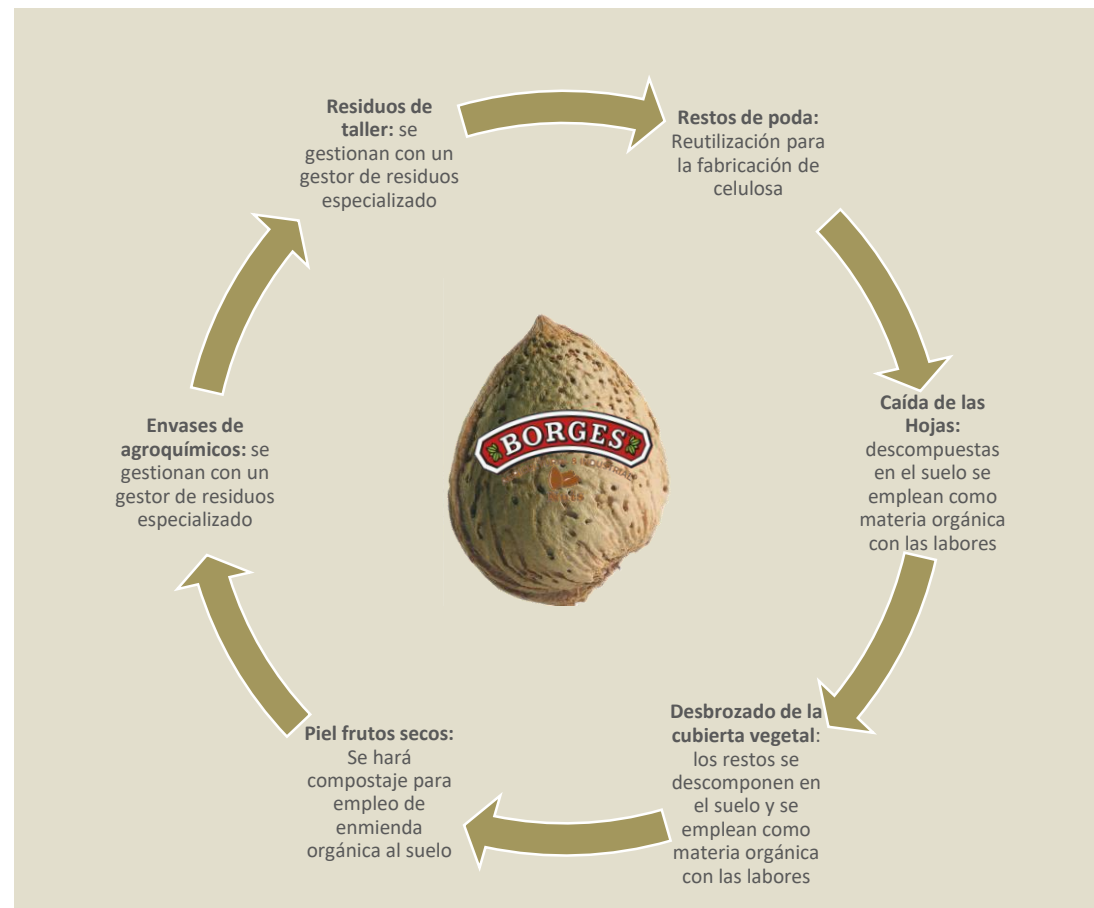 Residuos de
taller: se
gestionan con un
gestor de residuos
especializado
Restos de poda:
Reutilización para
la fabricación de
celulosa
Caída de las
Hojas:
descompuestas
en el suelo se
emplean como
materia orgánica
con las labores
Desbrozado de la
cubierta vegetal:
los restos se
descomponen en
el suelo y se
emplean como
materia orgánica
con las labores
Piel frutos secos:
Se hará
compostaje para
empleo de
enmienda
orgánica al suelo
Envases de
agroquímicos: se
gestionan con un
gestor de residuos
especializado
BORGES
& INDUSTRIAL
nuts